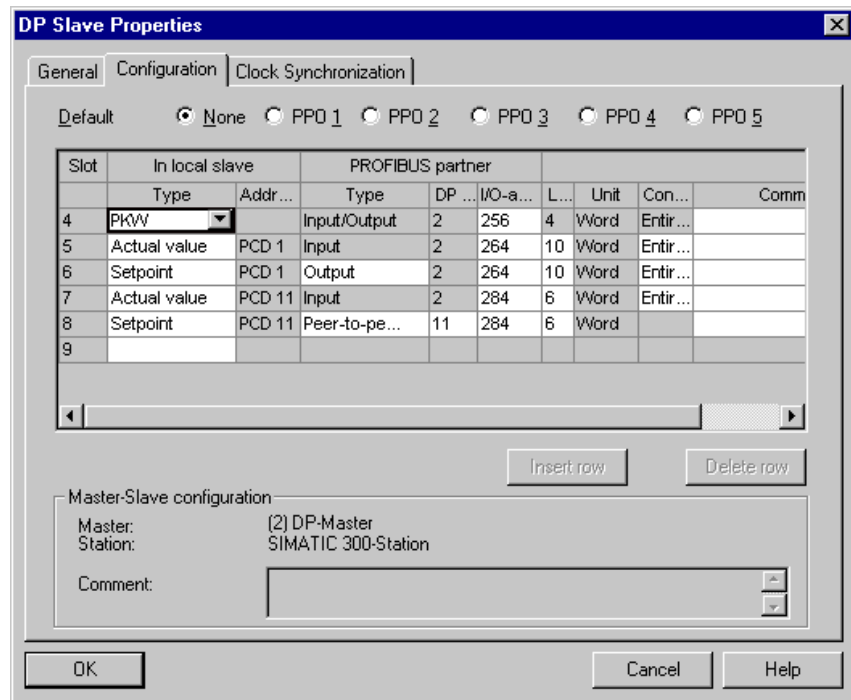 DP Slave Properties
General Configuration Clock Synchronization
Default None PPO 1 PPO 2 PPO 3 PPO 4 PPO 5
Slot In local slave PROFIBUS partner
Type Addr... Type DP ... I/O-a... L... Unit Con... Comm
4 PKW Input/Output 2 256 4 Word Entir...
5 Actual value PCD 1 Input 2 264 10 Word Entir...
6 Setpoint PCD 1 Output 2 264 10 Word Entir...
7 Actual value PCD 11 Input 2 284 6 Word Entir...
8 Setpoint PCD 11 Peer-to-pe... 11 284 6 Word
9
Insert row Delete row
Master-Slave configuration
Master: (2) DP-Master
Station: SIMATIC 300-Station
Comment:
OK Cancel Help